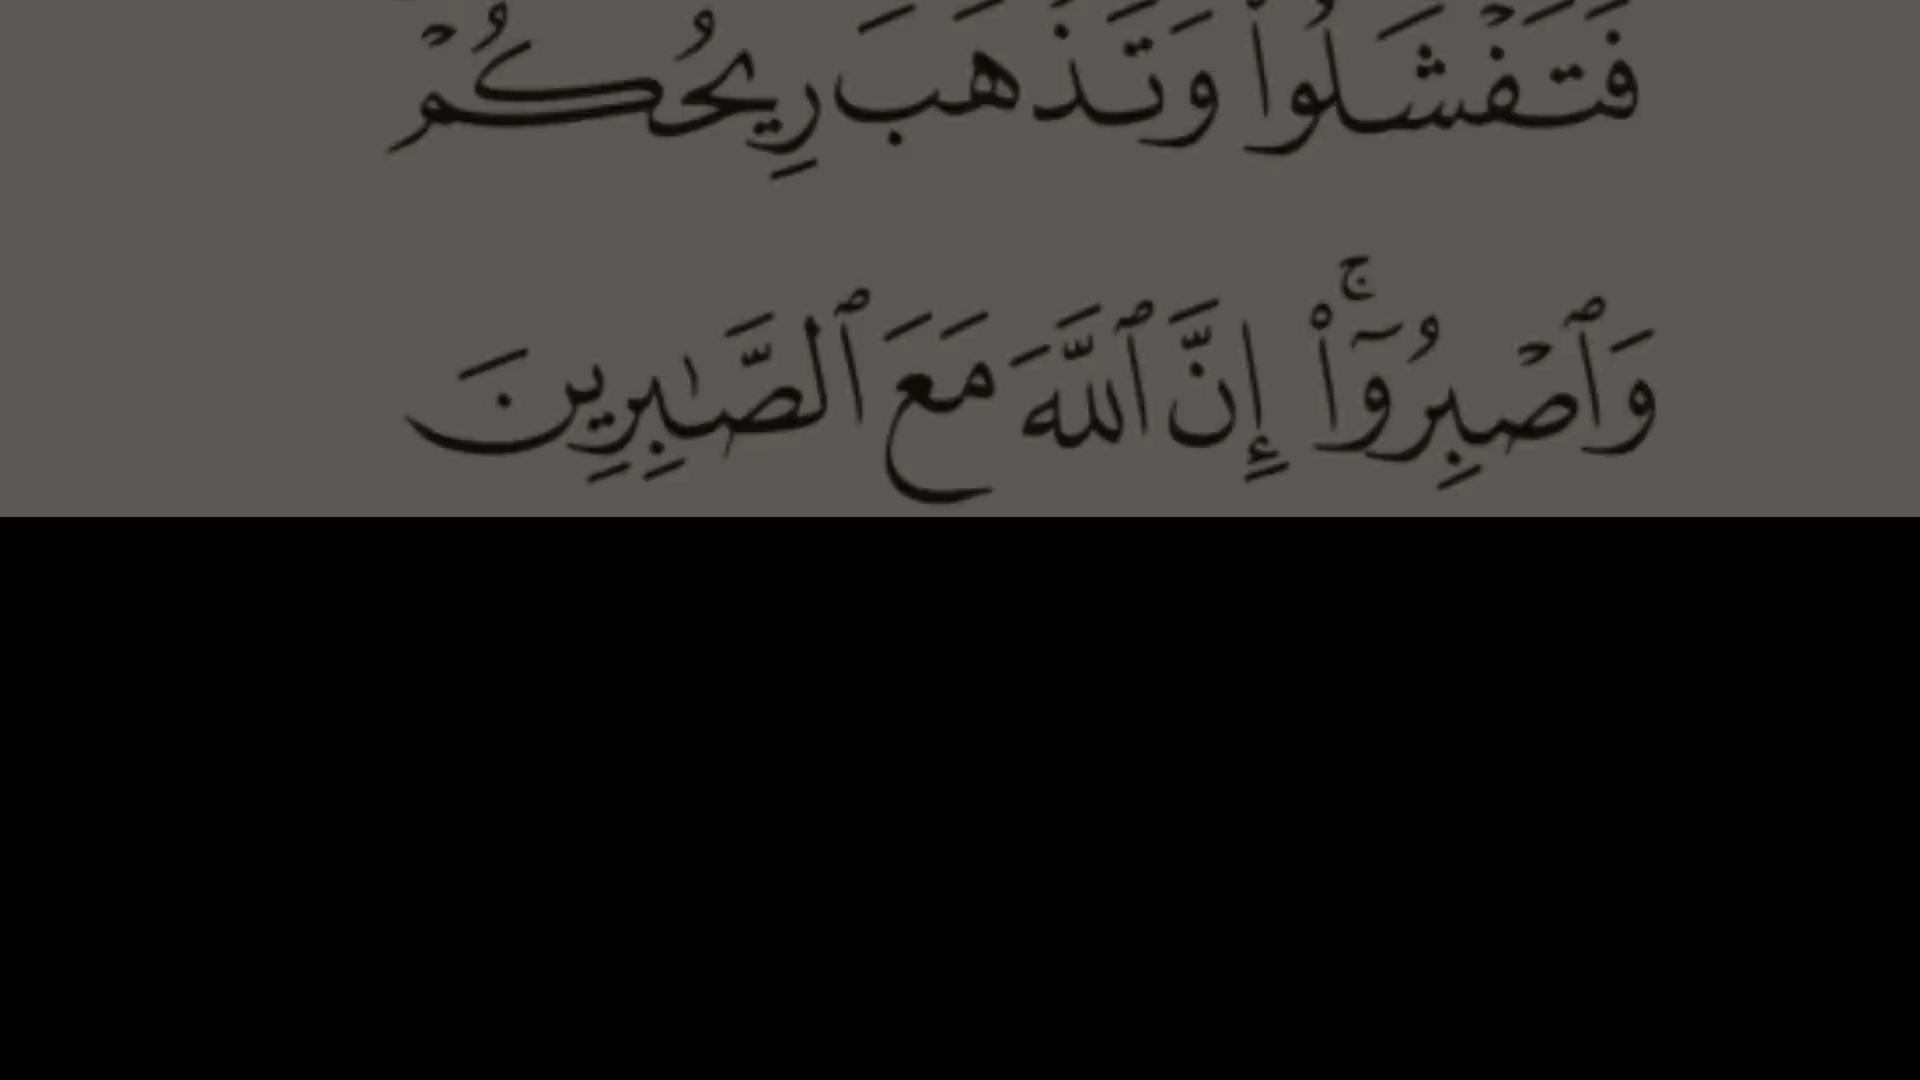 فَتَفْشَلُوا۟ وَتَذْهَبَ رِيحُكُمْ
وَٱصْبِرُوٓا۟ ۚ إِنَّ ٱللَّهَ مَعَ ٱلصَّـٰبِرِينَ